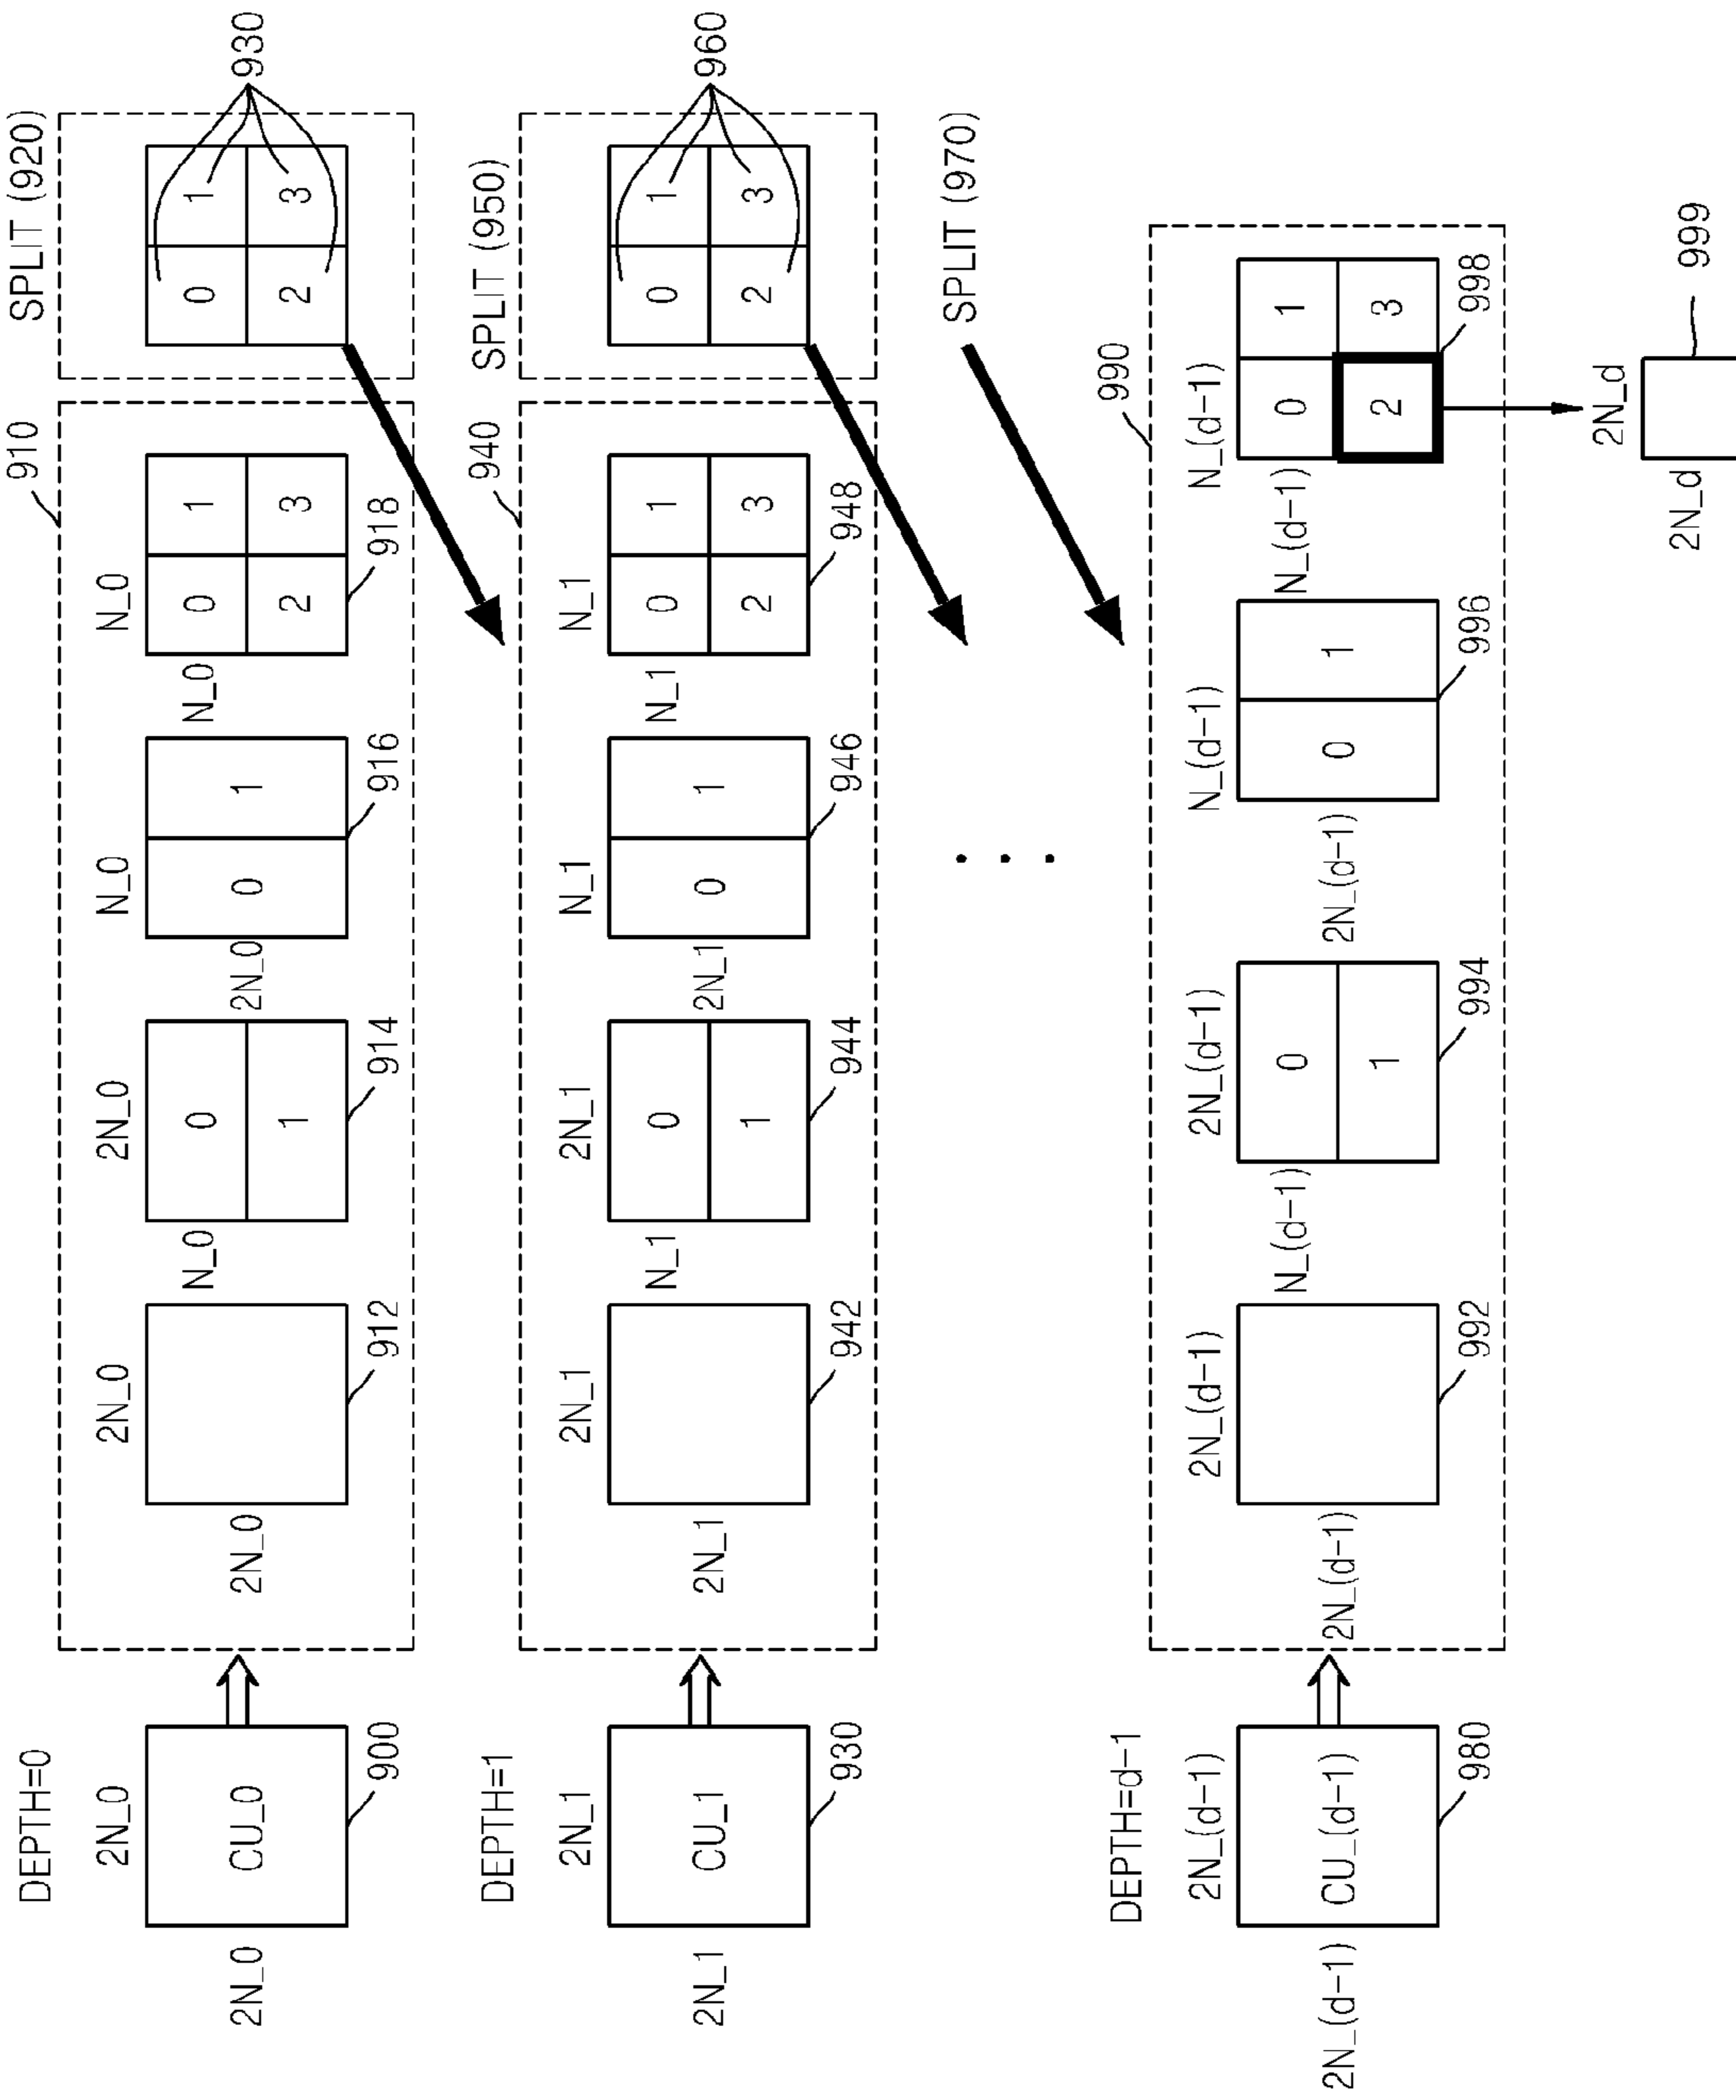 DEPTH=0
2N_0
2N_0
CU_0
900
910
2N_0
2N_0
912
2N_0
N_0
0
1
914
N_0
2N_0
0
1
916
N_0
N_0
0
1
2
3
918
SPLIT (920)
0
1
2
3
930
DEPTH=1
2N_1
2N_1
CU_1
930
940
2N_1
2N_1
942
2N_1
N_1
0
1
944
N_1
2N_1
0
1
946
N_1
N_1
0
1
2
3
948
SPLIT (950)
0
1
2
3
960
SPLIT (970)
DEPTH=d-1
2N_(d-1)
2N_(d-1)
CU_(d-1)
980
990
2N_(d-1)
2N_(d-1)
992
2N_(d-1)
N_(d-1)
0
1
994
N_(d-1)
2N_(d-1)
0
1
996
N_(d-1)
N_(d-1)
0
1
2
3
998
2N_d
2N_d
999